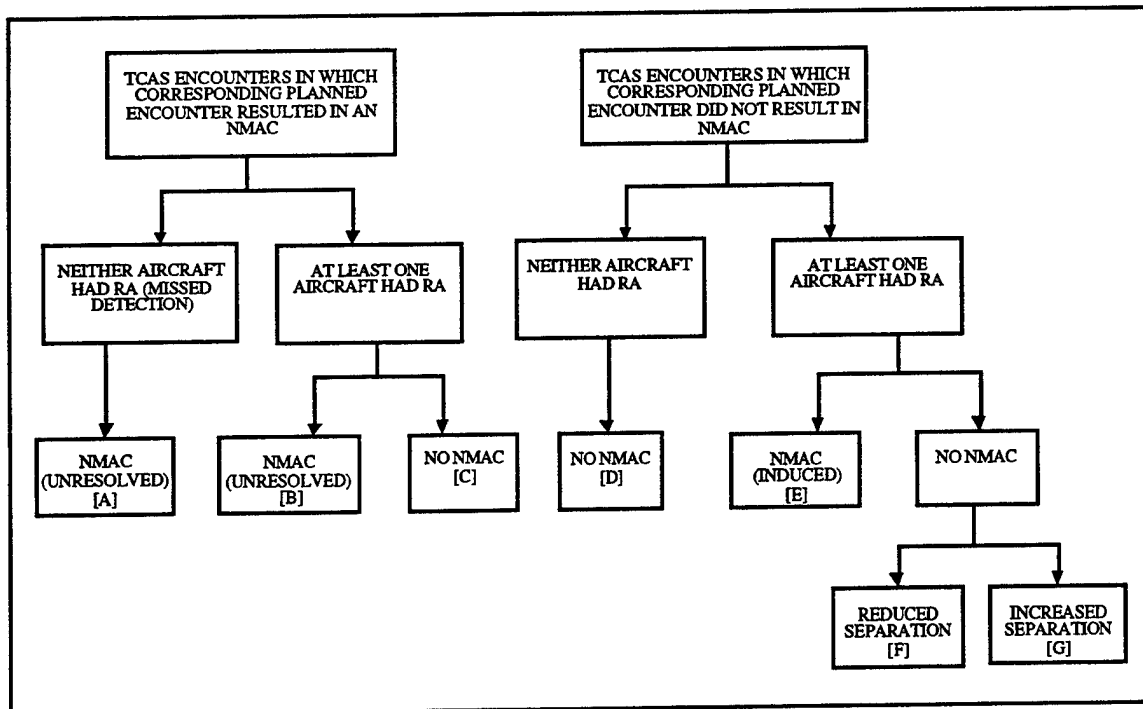 TCAS ENCOUNTERS IN WHICH
CORRESPONDING PLANNED
ENCOUNTER RESULTED IN AN
NMAC
TCAS ENCOUNTERS IN WHICH
CORRESPONDING PLANNED
ENCOUNTER DID NOT RESULT IN
NMAC
NEITHER AIRCRAFT
HAD RA (MISSED
DETECTION)
AT LEAST ONE
AIRCRAFT HAD RA
NEITHER AIRCRAFT
HAD RA
AT LEAST ONE
AIRCRAFT HAD RA
NMAC
(UNRESOLVED)
[A]
NMAC
(UNRESOLVED)
[B]
NO NMAC
[C]
NO NMAC
[D]
NMAC
(INDUCED)
[E]
NO NMAC
REDUCED
SEPARATION
[F]
INCREASED
SEPARATION
[G]